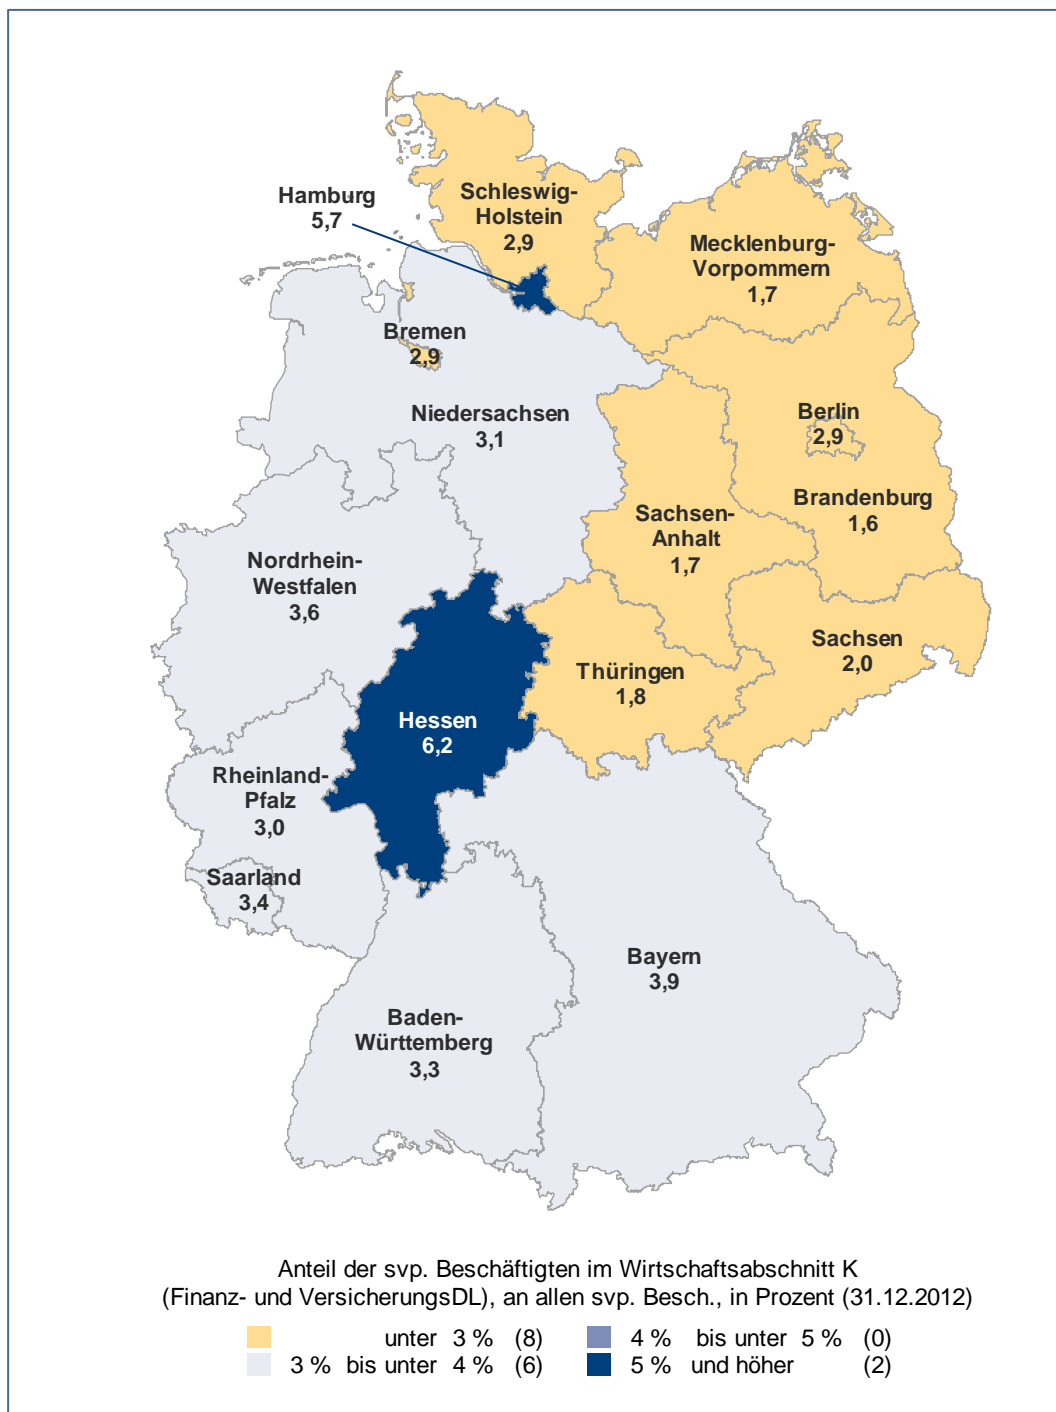 Hamburg
5,7
Schleswig-
Holstein
2,9
Mecklenburg-
Vorpommern
1,7
Bremen
2,9
Niedersachsen
3,1
Berlin
2,9
Brandenburg
1,6
Sachsen-
Anhalt
1,7
Nordrhein-
Westfalen
3,6
Sachsen
2,0
Thüringen
1,8
Hessen
6,2
Rheinland-
Pfalz
3,0
Saarland
3,4
Bayern
3,9
Baden-
Württemberg
3,3
Anteil der svp. Beschäftigten im Wirtschaftsabschnitt K
(Finanz- und VersicherungsDL), an allen svp. Besch., in Prozent (31.12.2012)
unter 3 % (8) 4 % bis unter 5 % (0)
3 % bis unter 4 % (6) 5 % und höher (2)